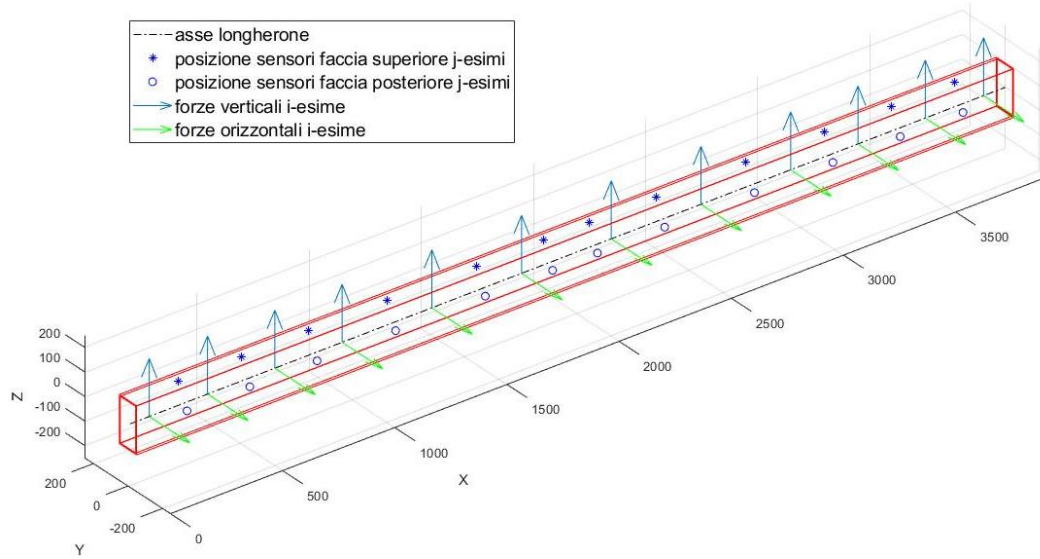 asse longherone
posizione sensori faccia superiore j-esimi
posizione sensori faccia posteriore j-esimi
forze verticali i-esime
forze orizzontali i-esime
200
100
0
-100
-200
Z
200
0
-200
Y
0
500
1000
1500
2000
2500
3000
3500
X